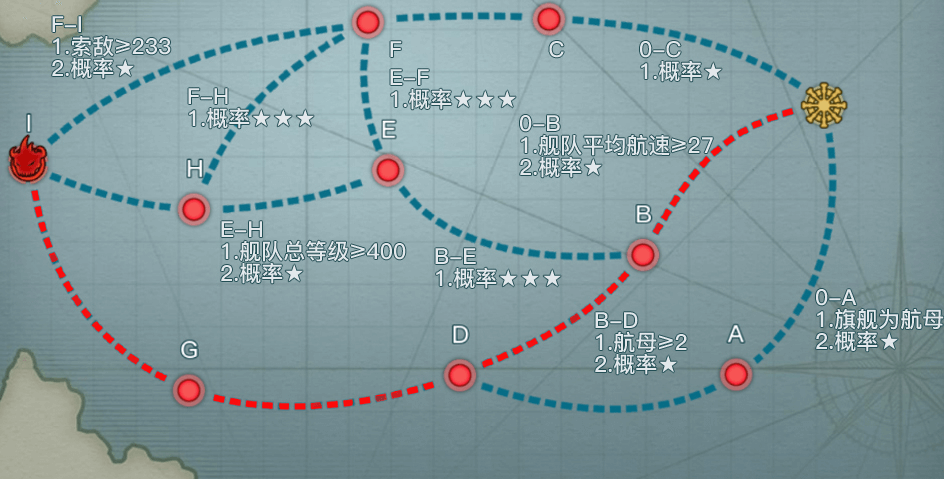 F-I
1.索敌≥233
2.概率★
F
C
0-C
1.概率★
E-F
1.概率★★★
F-H
1.概率★★★
I
0-B
1.舰队平均航速≥27
2.概率★
E
H
B
E-H
1.舰队总等级≥400
2.概率★
B-E
1.概率★★★
0-A
1.旗舰为航母
2.概率★
B-D
1.航母≥2
2.概率★
G
D
A